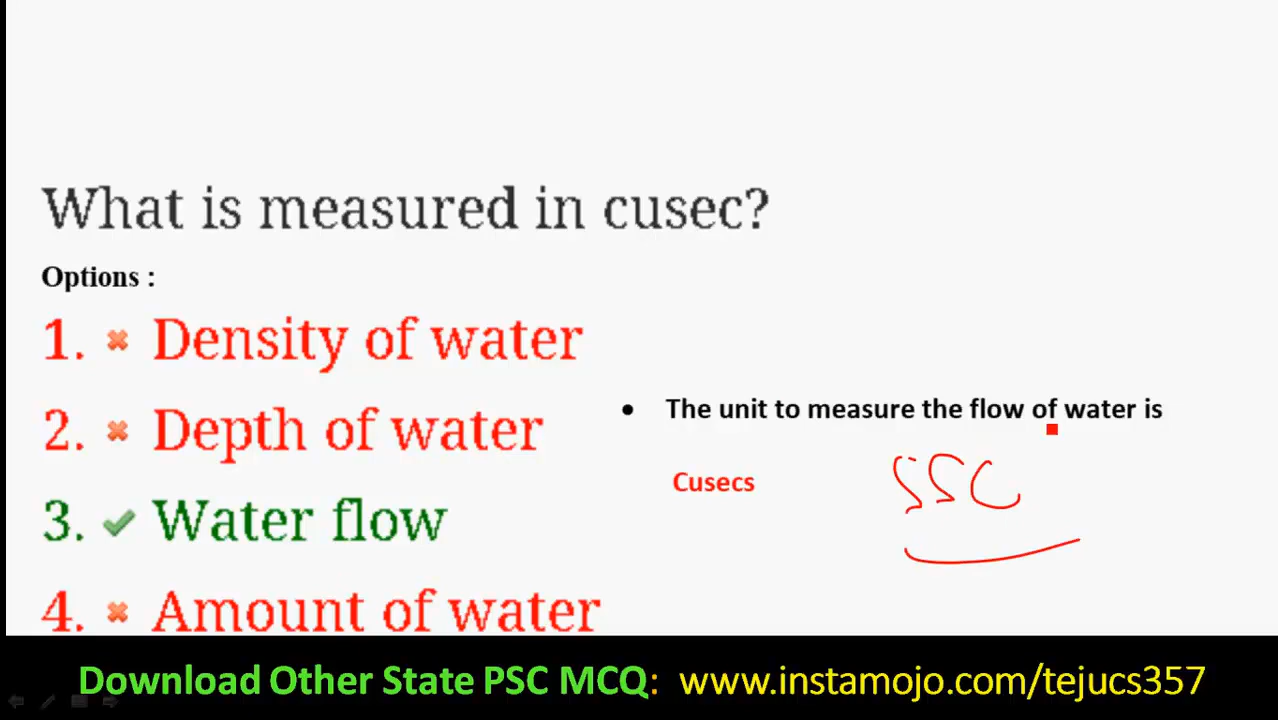 What is measured in cusec?
Options :
1. Density of water
2. Depth of water
3. Water flow
4. Amount of water
• The unit to measure the flow of water is
Cusecs
SSC
Download Other State PSC MCQ: www.instamojo.com/tejucs357